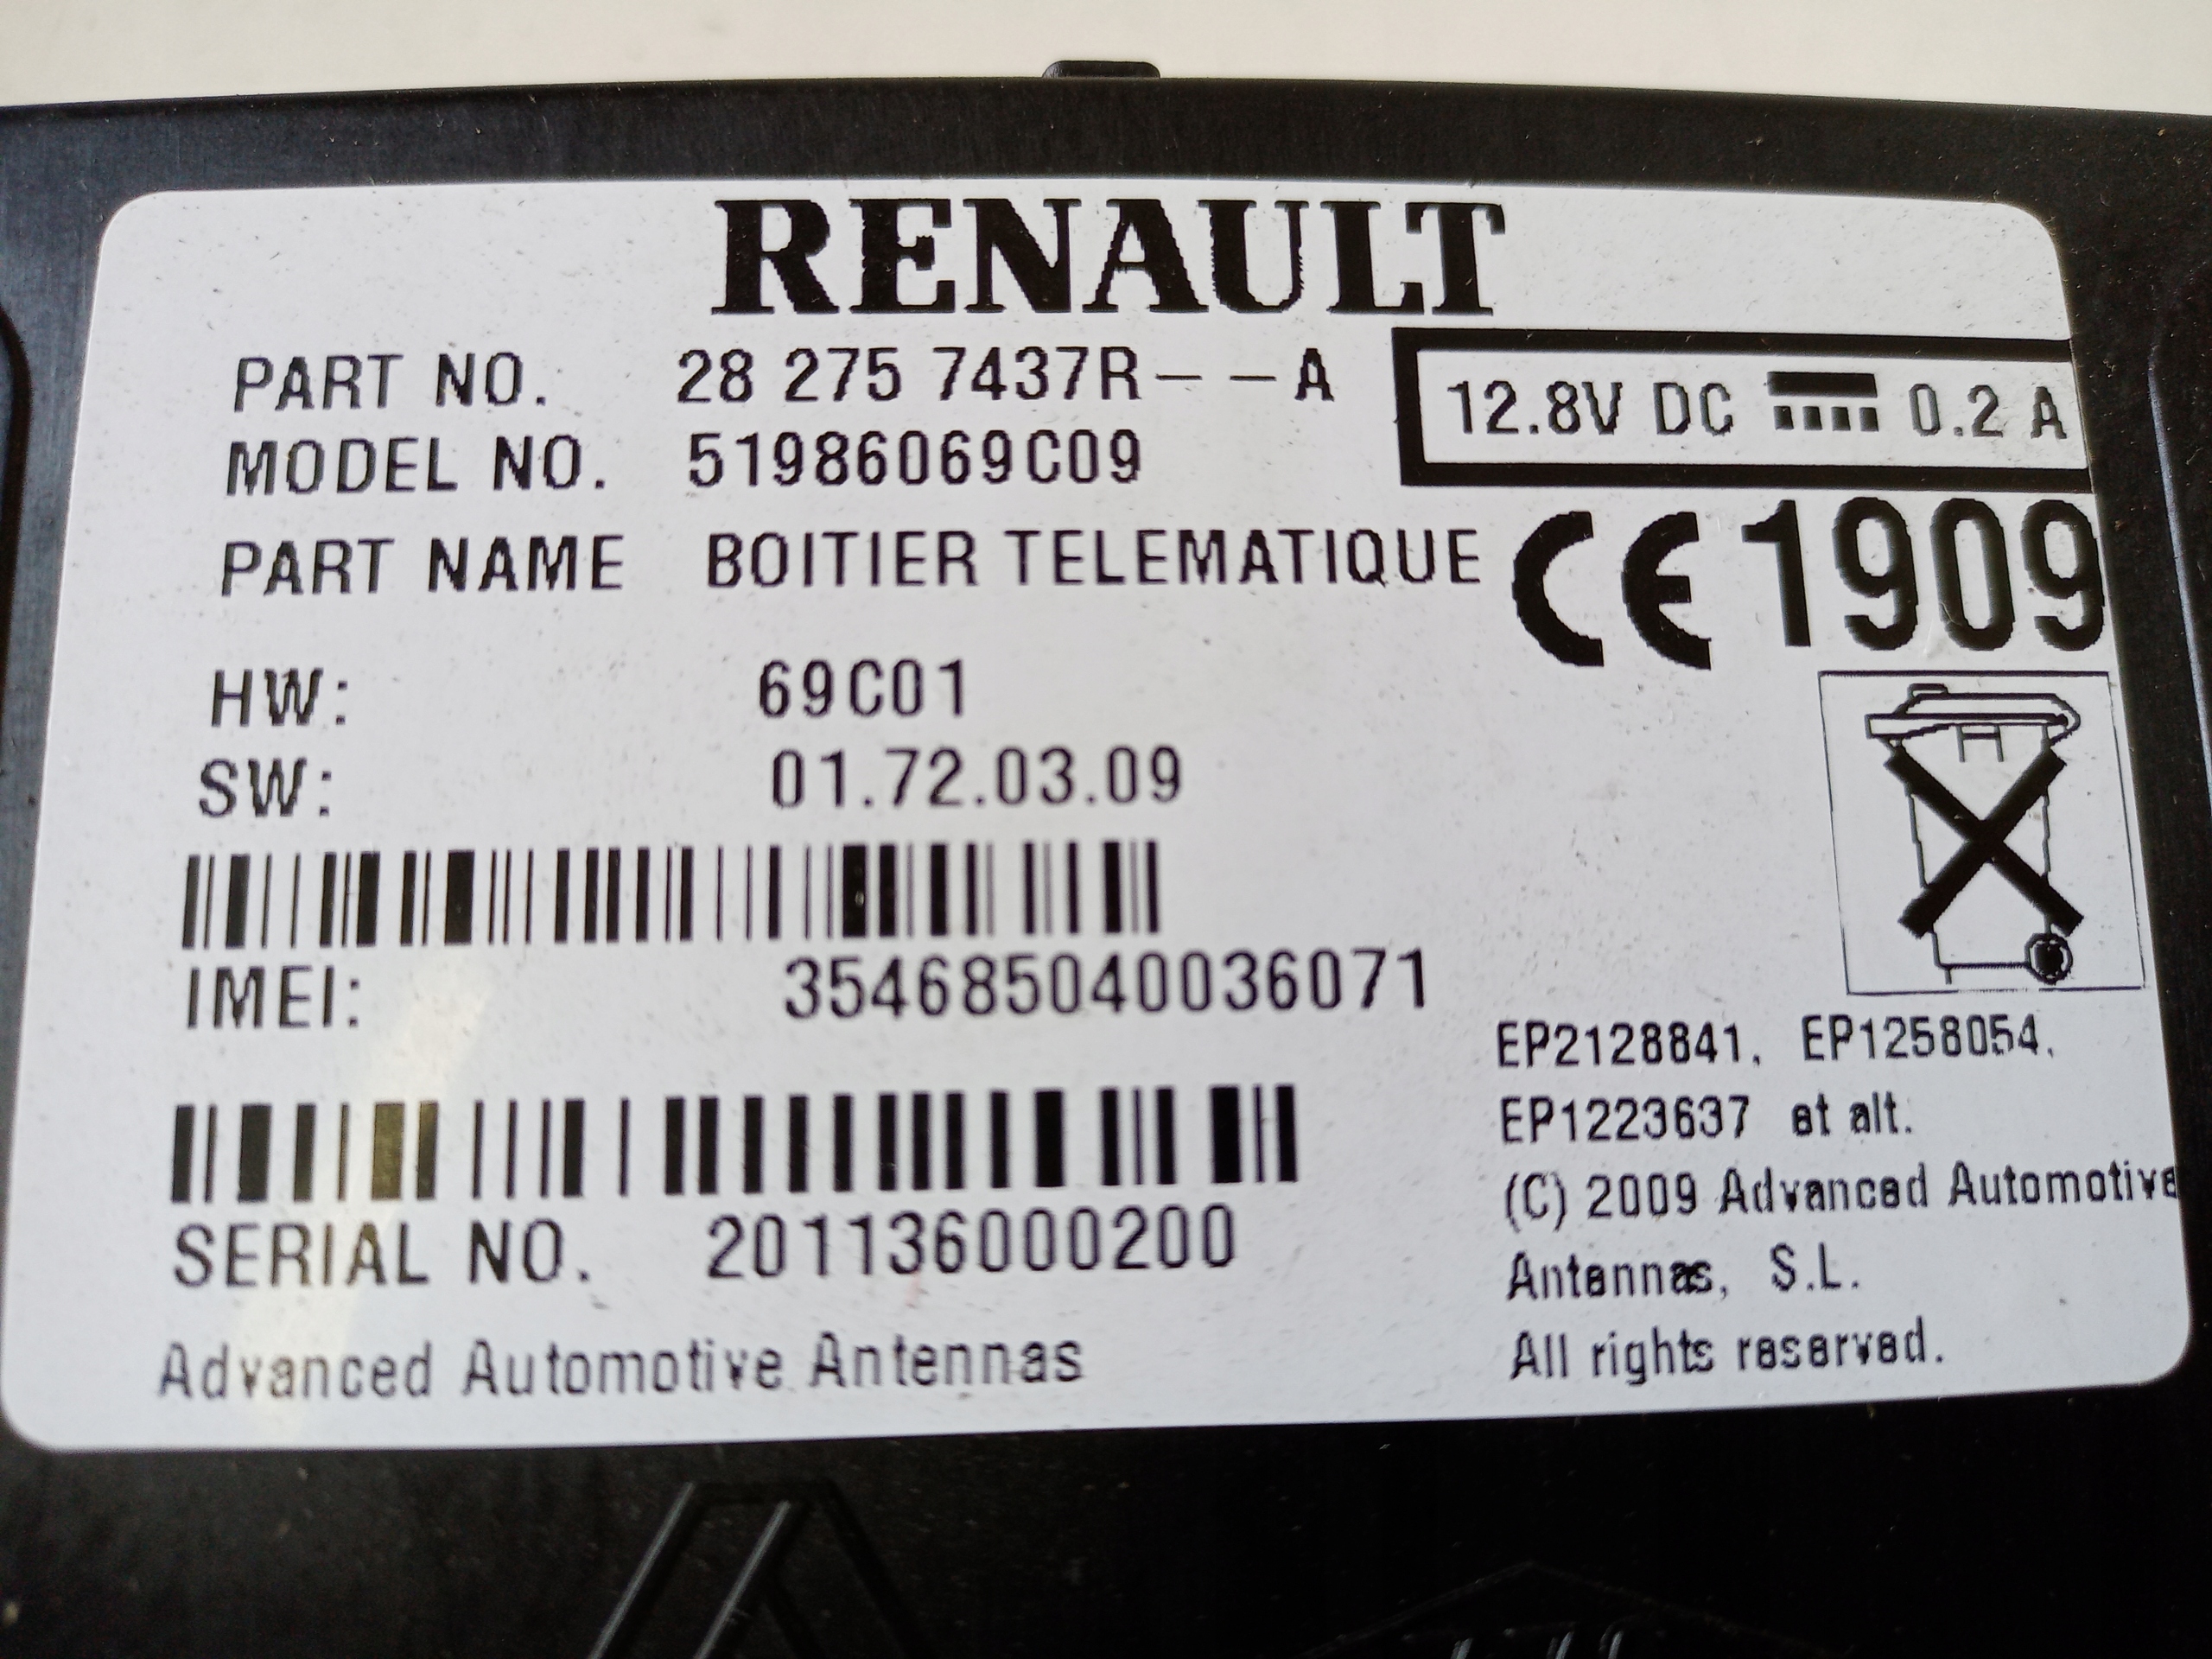 RENAULT
PART NO. 28 275 7437R--A
12.8V DC 0.2 A
MODEL NO. 51986069C09
PART NAME BOITIER TELEMATIQUE
CE 1909
HW: 69C01
SW: 01.72.03.09
IMEI: 354685040036071
SERIAL NO. 201136000200
Advanced Automotive Antennas
EP2128841, EP1258054,
EP1223637 et alt.
(C) 2009 Advanced Automotive
Antennas, S.L.
All rights reserved.